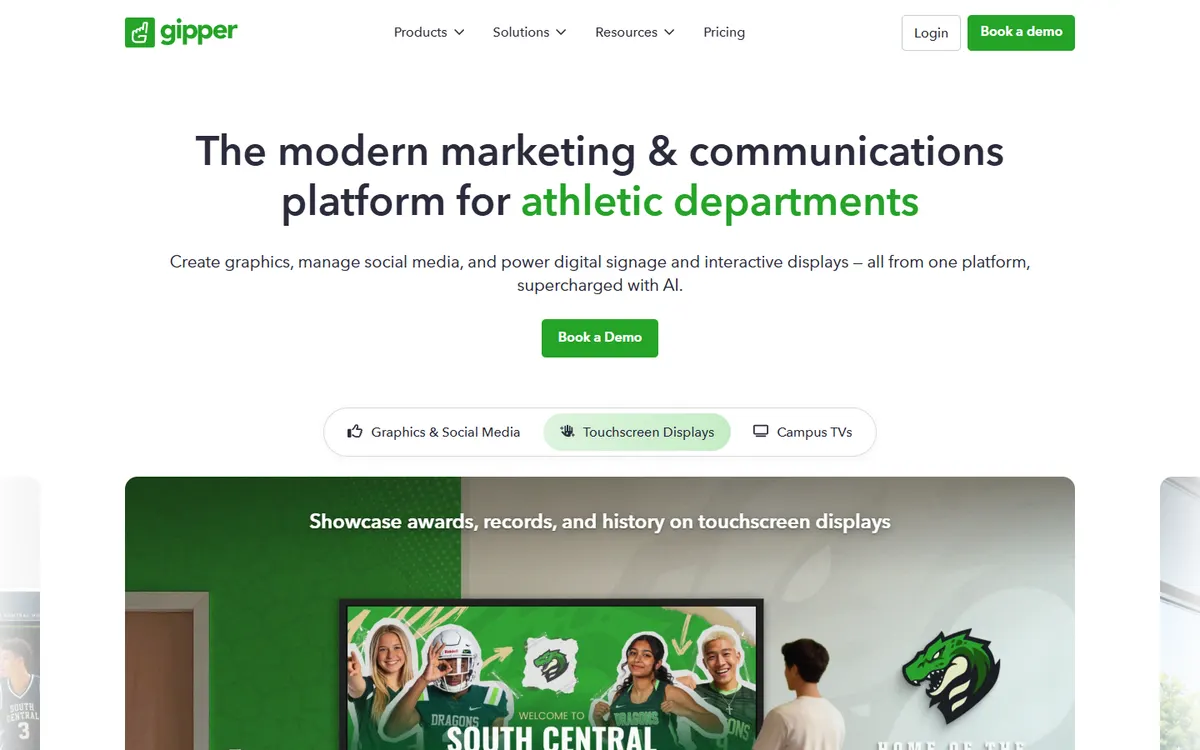 gipper
Products
Solutions
Resources
Pricing
Login
Book a demo
The modern marketing & communications
platform for athletic departments
Create graphics, manage social media, and power digital signage and interactive displays – all from one platform,
supercharged with AI.
Book a Demo
Graphics & Social Media
Touchscreen Displays
Campus TVs
Showcase awards, records, and history on touchscreen displays
DRAGONS
DRAGONS
WELCOME TO
SOUTH CENTRAL
HOME OF THE
SOUTH
CENTRAL
3